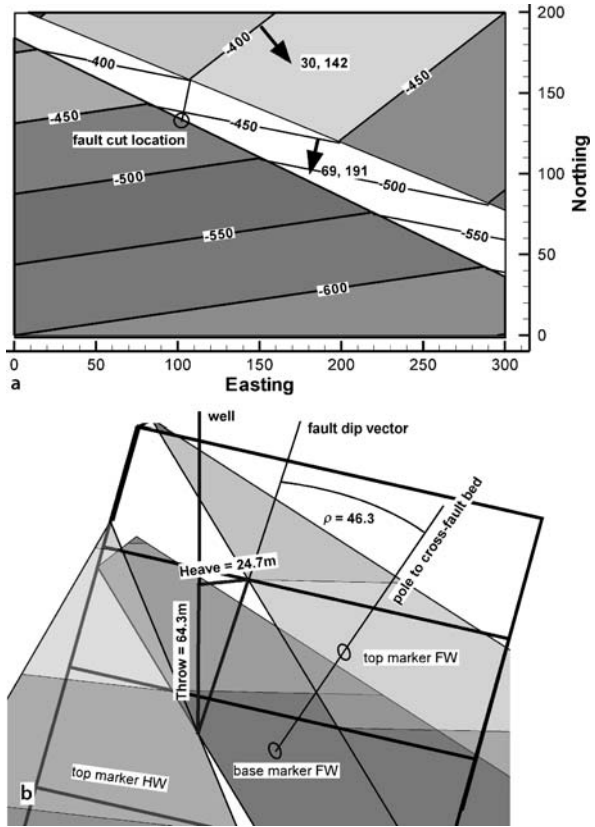 -400
30, 142
-450
200
-400
150
-450
-450
fault cut location
69, 191
-500
-500
100
Northing
-550
-550
50
-600
0
0
50
100
150
200
250
300
a
Easting
well
fault dip vector
ρ = 46.3
pole to cross-fault bed
Heave = 24.7m
Throw = 64.3m
top marker FW
top marker HW
base marker FW
b